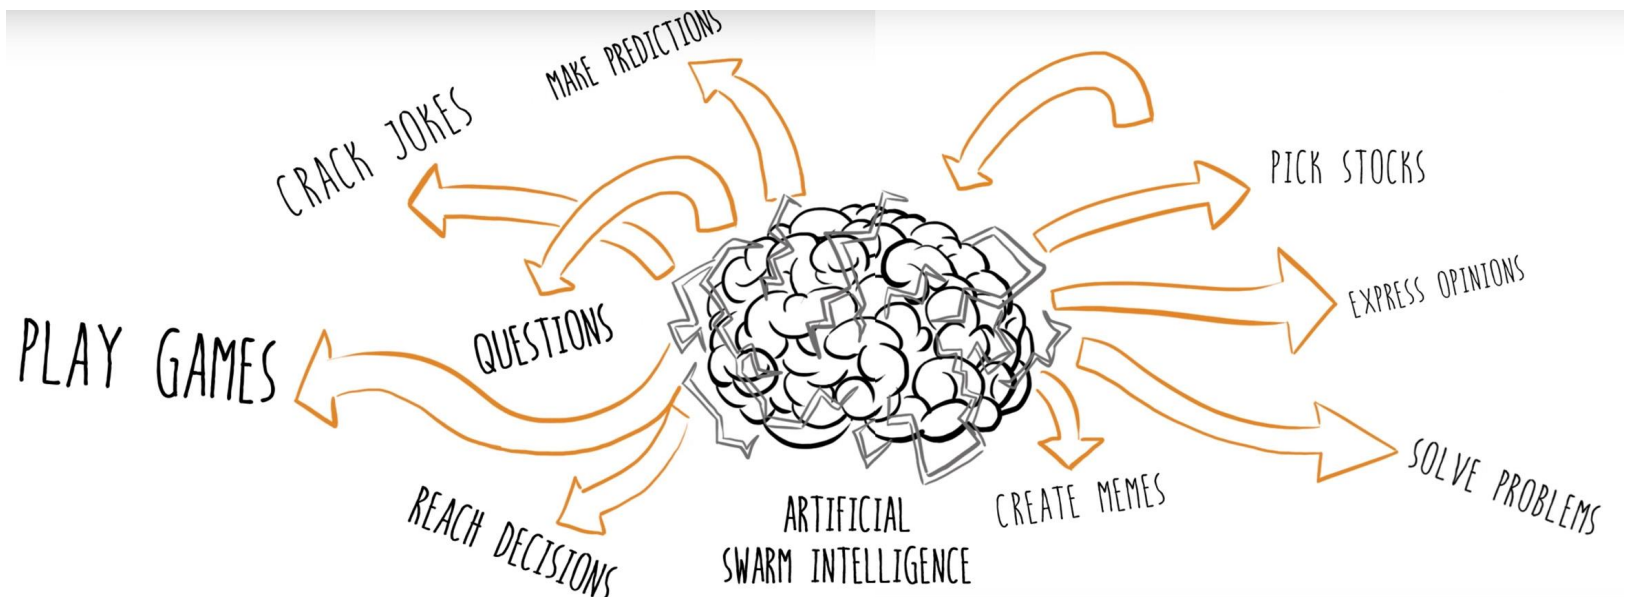 MAKE PREDICTIONS
CRACK JOKES
PICK STOCKS
EXPRESS OPINIONS
QUESTIONS
PLAY GAMES
SOLVE PROBLEMS
CREATE MEMES
REACH DECISIONS
ARTIFICIAL
SWARM INTELLIGENCE